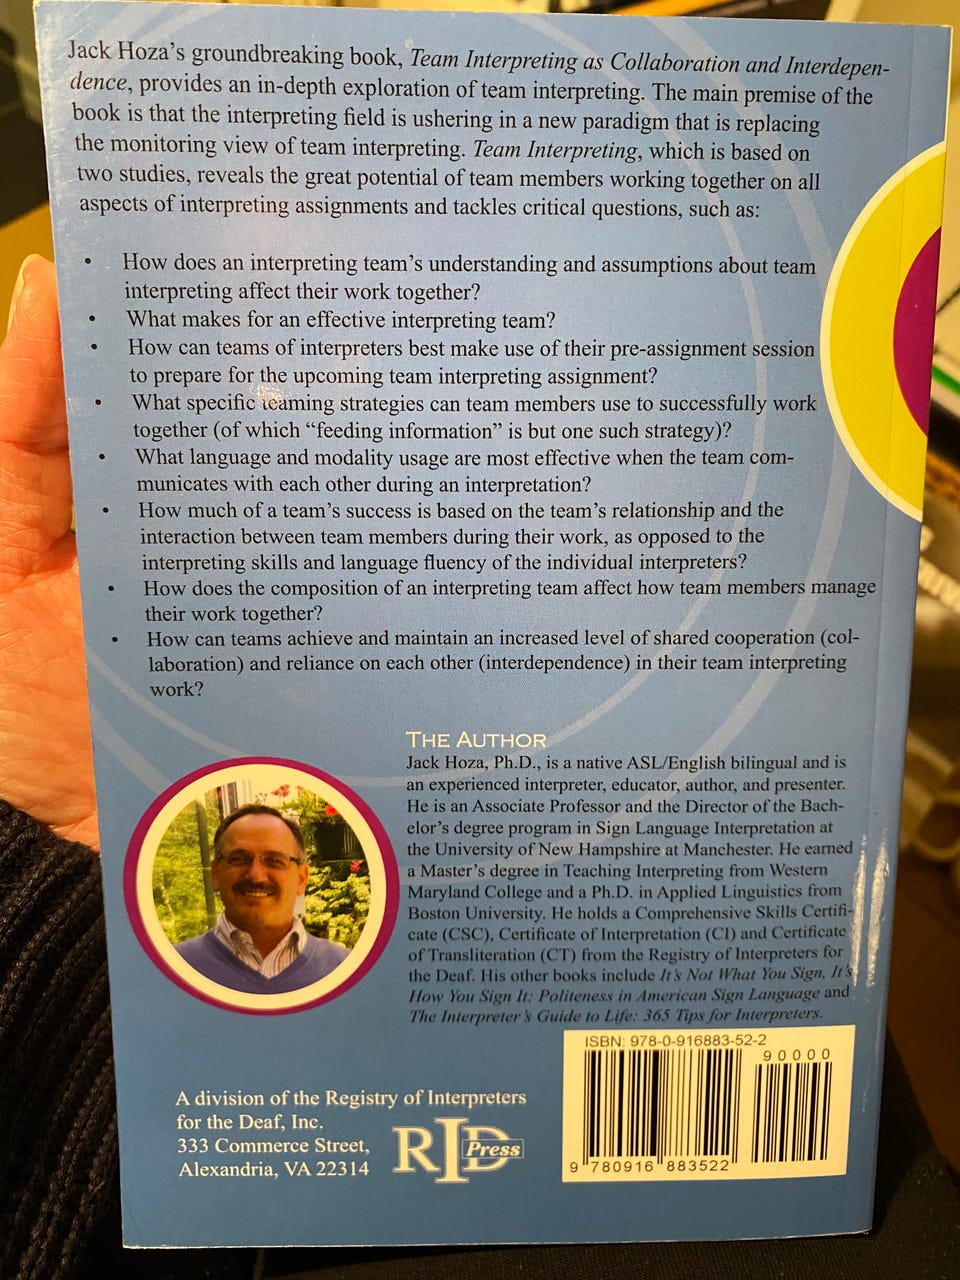 Jack Hoza's groundbreaking book, Team Interpreting as Collaboration and Interdepen-
dence, provides an in-depth exploration of team interpreting. The main premise of the
book is that the interpreting field is ushering in a new paradigm that is replacing
the monitoring view of team interpreting. Team Interpreting, which is based on
two studies, reveals the great potential of team members working together on all
aspects of interpreting assignments and tackles critical questions, such as:
• How does an interpreting team's understanding and assumptions about team
interpreting affect their work together?
• What makes for an effective interpreting team?
• How can teams of interpreters best make use of their pre-assignment session
to prepare for the upcoming team interpreting assignment?
• What specific teaming strategies can team members use to successfully work
together (of which "feeding information" is but one such strategy)?
• What language and modality usage are most effective when the team com-
municates with each other during an interpretation?
• How much of a team's success is based on the team's relationship and the
interaction between team members during their work, as opposed to the
interpreting skills and language fluency of the individual interpreters?
• How does the composition of an interpreting team affect how team members manage
their work together?
• How can teams achieve and maintain an increased level of shared cooperation (col-
laboration) and reliance on each other (interdependence) in their team interpreting
work?
THE AUTHOR
Jack Hoza, Ph.D., is a native ASL/English bilingual and is
an experienced interpreter, educator, author, and presenter.
He is an Associate Professor and the Director of the Bach-
elor's degree program in Sign Language Interpretation at
the University of New Hampshire at Manchester. He earned
a Master's degree in Teaching Interpreting from Western
Maryland College and a Ph.D. in Applied Linguistics from
Boston University. He holds a Comprehensive Skills Certifi-
cate (CSC), Certificate of Interpretation (CI) and Certificate
of Transliteration (CT) from the Registry of Interpreters for
the Deaf. His other books include It's Not What You Sign, It's
How You Sign It: Politeness in American Sign Language and
The Interpreter's Guide to Life: 365 Tips for Interpreters.
A division of the Registry of Interpreters
for the Deaf, Inc.
333 Commerce Street,
Alexandria, VA 22314
RID Press
ISBN: 978-0-916883-52-2
90000
9 780916 883522